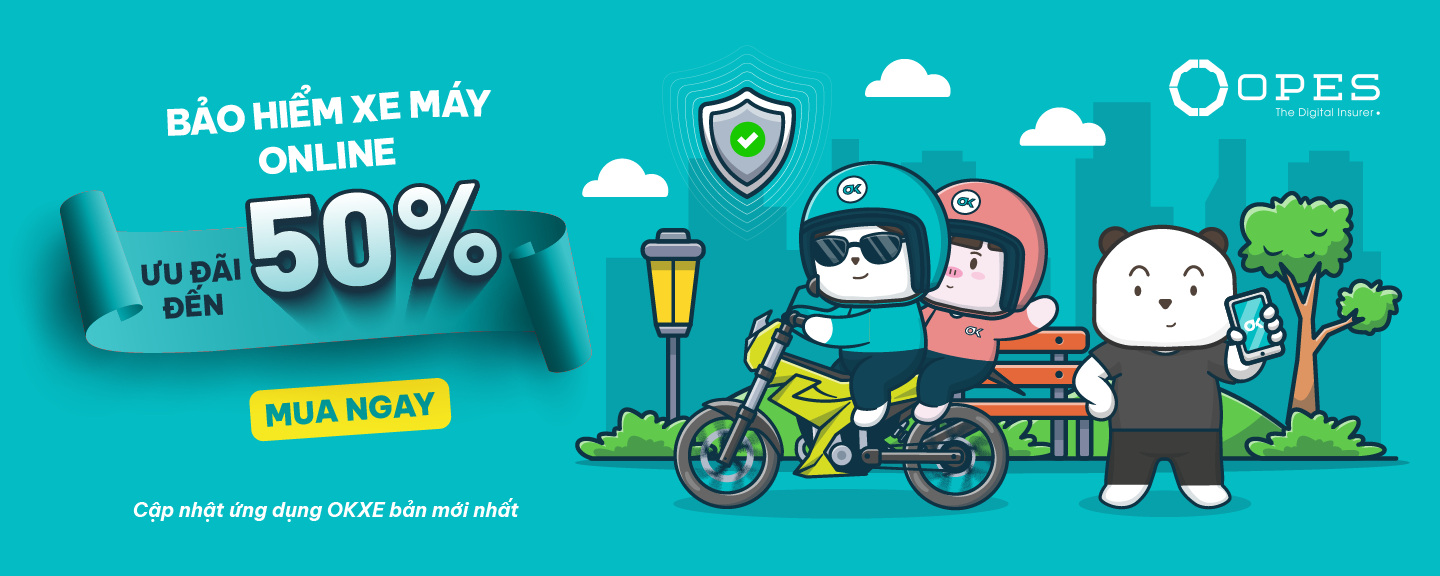 BẢO HIỂM XE MÁY
ONLINE
ƯU ĐÃI
ĐẾN
50%
MUA NGAY
Cập nhật ứng dụng OKXE bản mới nhất
OPES
The Digital Insurer
OK
OK
OK
OK